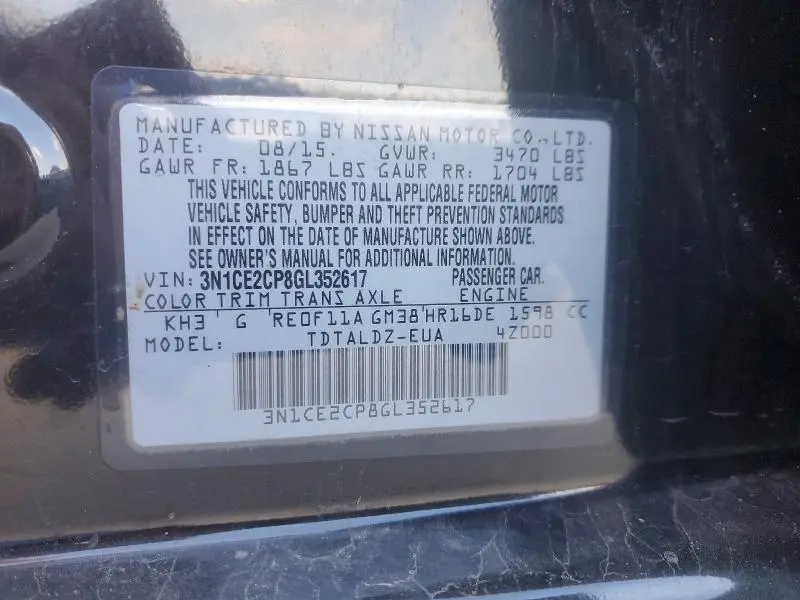 MANUFACTURED BY NISSAN MOTOR CO., LTD.
DATE: 08/15. GVWR: 3470 LBS
GAWR FR: 1867 LBS GAWR RR: 1704 LBS
THIS VEHICLE CONFORMS TO ALL APPLICABLE FEDERAL MOTOR
VEHICLE SAFETY, BUMPER AND THEFT PREVENTION STANDARDS
IN EFFECT ON THE DATE OF MANUFACTURE SHOWN ABOVE.
SEE OWNER'S MANUAL FOR ADDITIONAL INFORMATION.
VIN: 3N1CE2CP8GL352617 PASSENGER CAR.
COLOR TRIM TRANS AXLE ENGINE
KH3 G RE0F11A GM38 HR16DE 1598 CC
MODEL: TDTALDZ-EUA 4Z000
3N1CE2CP8GL352617